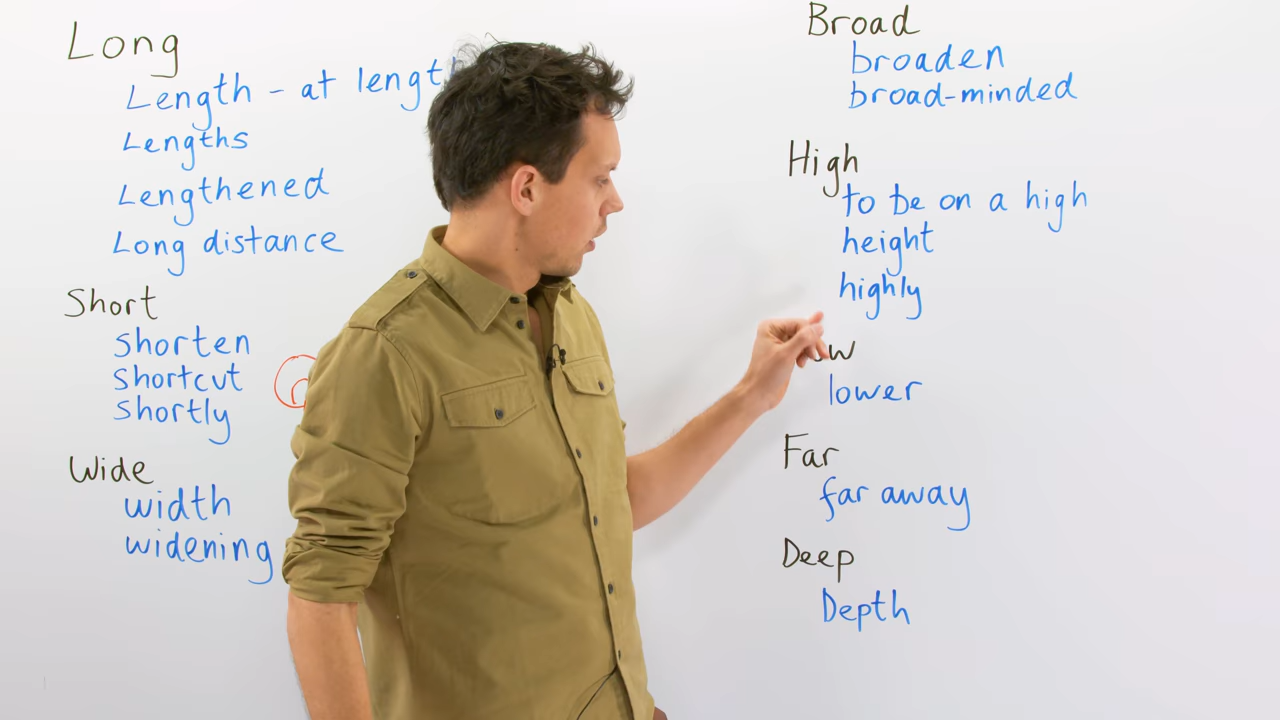 Long
Length - at length
Lengths
Lengthened
Long distance
Short
shorten
shortcut
shortly
Wide
width
widening
Broad
broaden
broad-minded
High
to be on a high
height
highly
lower
Far
far away
Deep
Depth